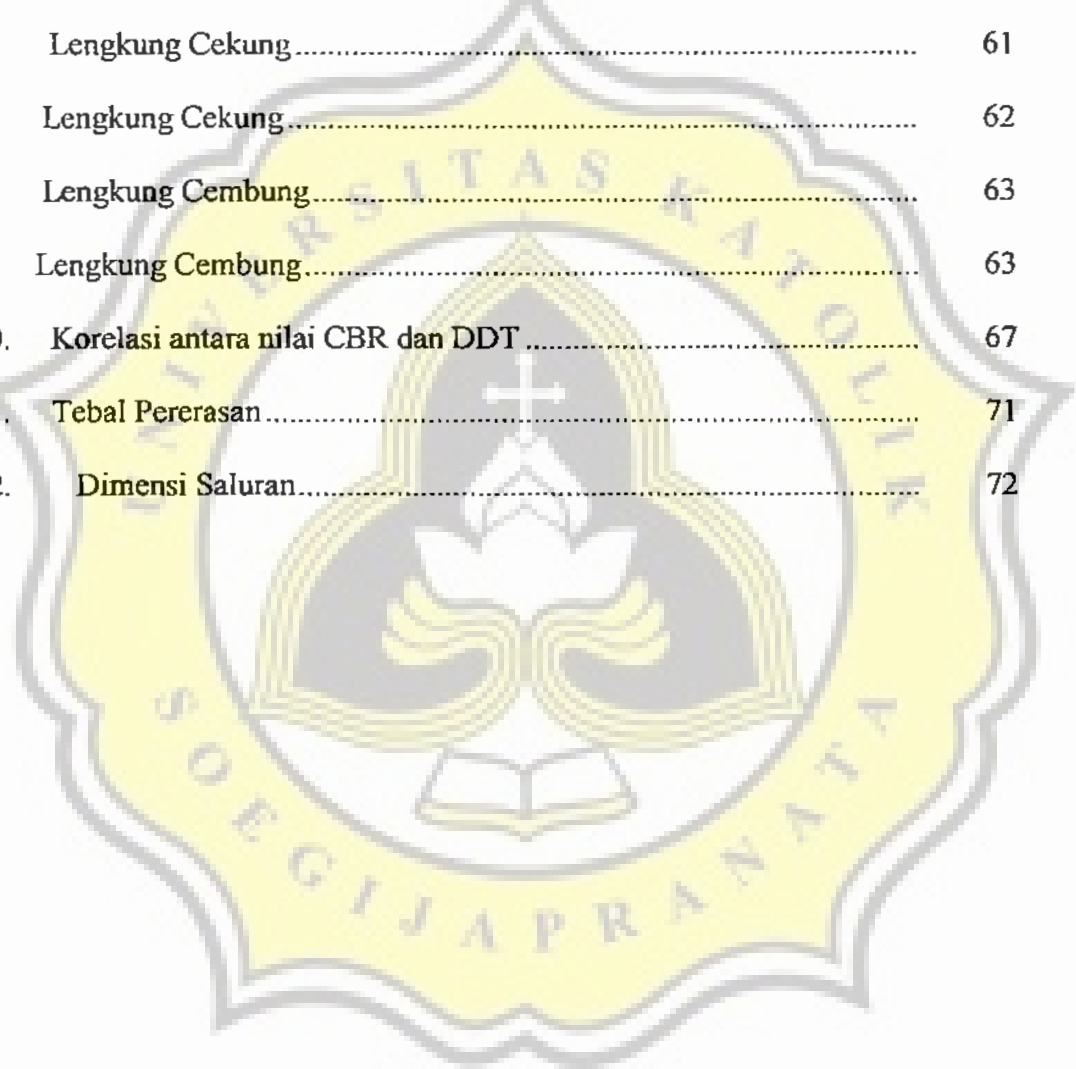 Lengkung Cekung 61
Lengkung Cekung 62
Lengkung Cembung 63
Lengkung Cembung 63
Korelasi antara nilai CBR dan DDT 67
Tebal Pererasan 71
2. Dimensi Saluran 72
UNIVERSITAS KATOLIK
SOEGIJAPRANATA